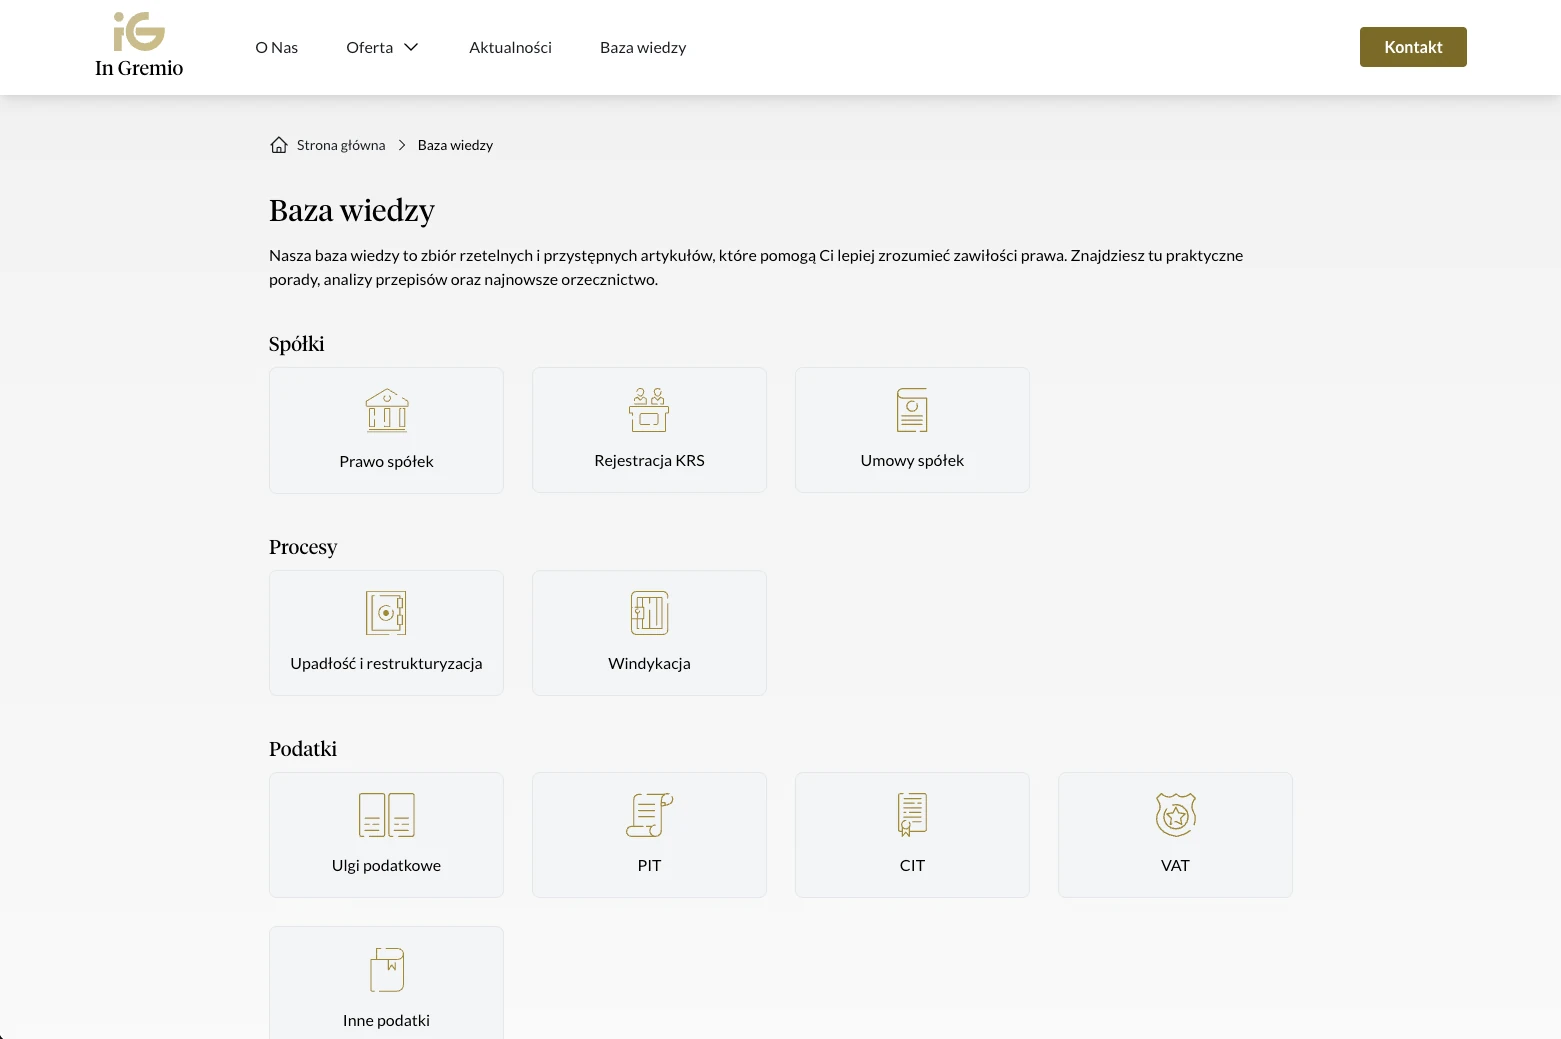 iG
In Gremio
O Nas
Oferta
Aktualności
Baza wiedzy
Kontakt
Strona główna > Baza wiedzy
Baza wiedzy
Nasza baza wiedzy to zbiór rzetelnych i przystępnych artykułów, które pomogą Ci lepiej zrozumieć zawiłości prawa. Znajdziesz tu praktyczne
porady, analizy przepisów oraz najnowsze orzecznictwo.
Spółki
Prawo spółek
Rejestracja KRS
Umowy spółek
Procesy
Upadłość i restrukturyzacja
Windykacja
Podatki
Ulgi podatkowe
PIT
CIT
VAT
Inne podatki